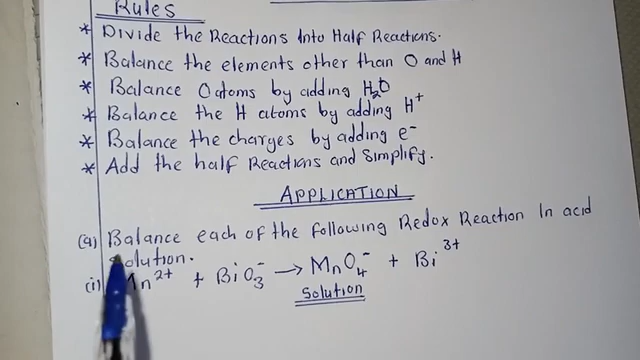 Rules
* Divide the Reactions Into Half Reactions.
* Balance the elements other than O and H
* Balance O atoms by adding H₂O
* Balance the H atoms by adding H⁺
* Balance the charges by adding e⁻
* Add the half Reactions and Simplify.
APPLICATION
(a) Balance each of the following Redox Reaction In acid
Solution.
(i) Mn²⁺ + BiO₃⁻ → MnO₄⁻ + Bi³⁺
Solution